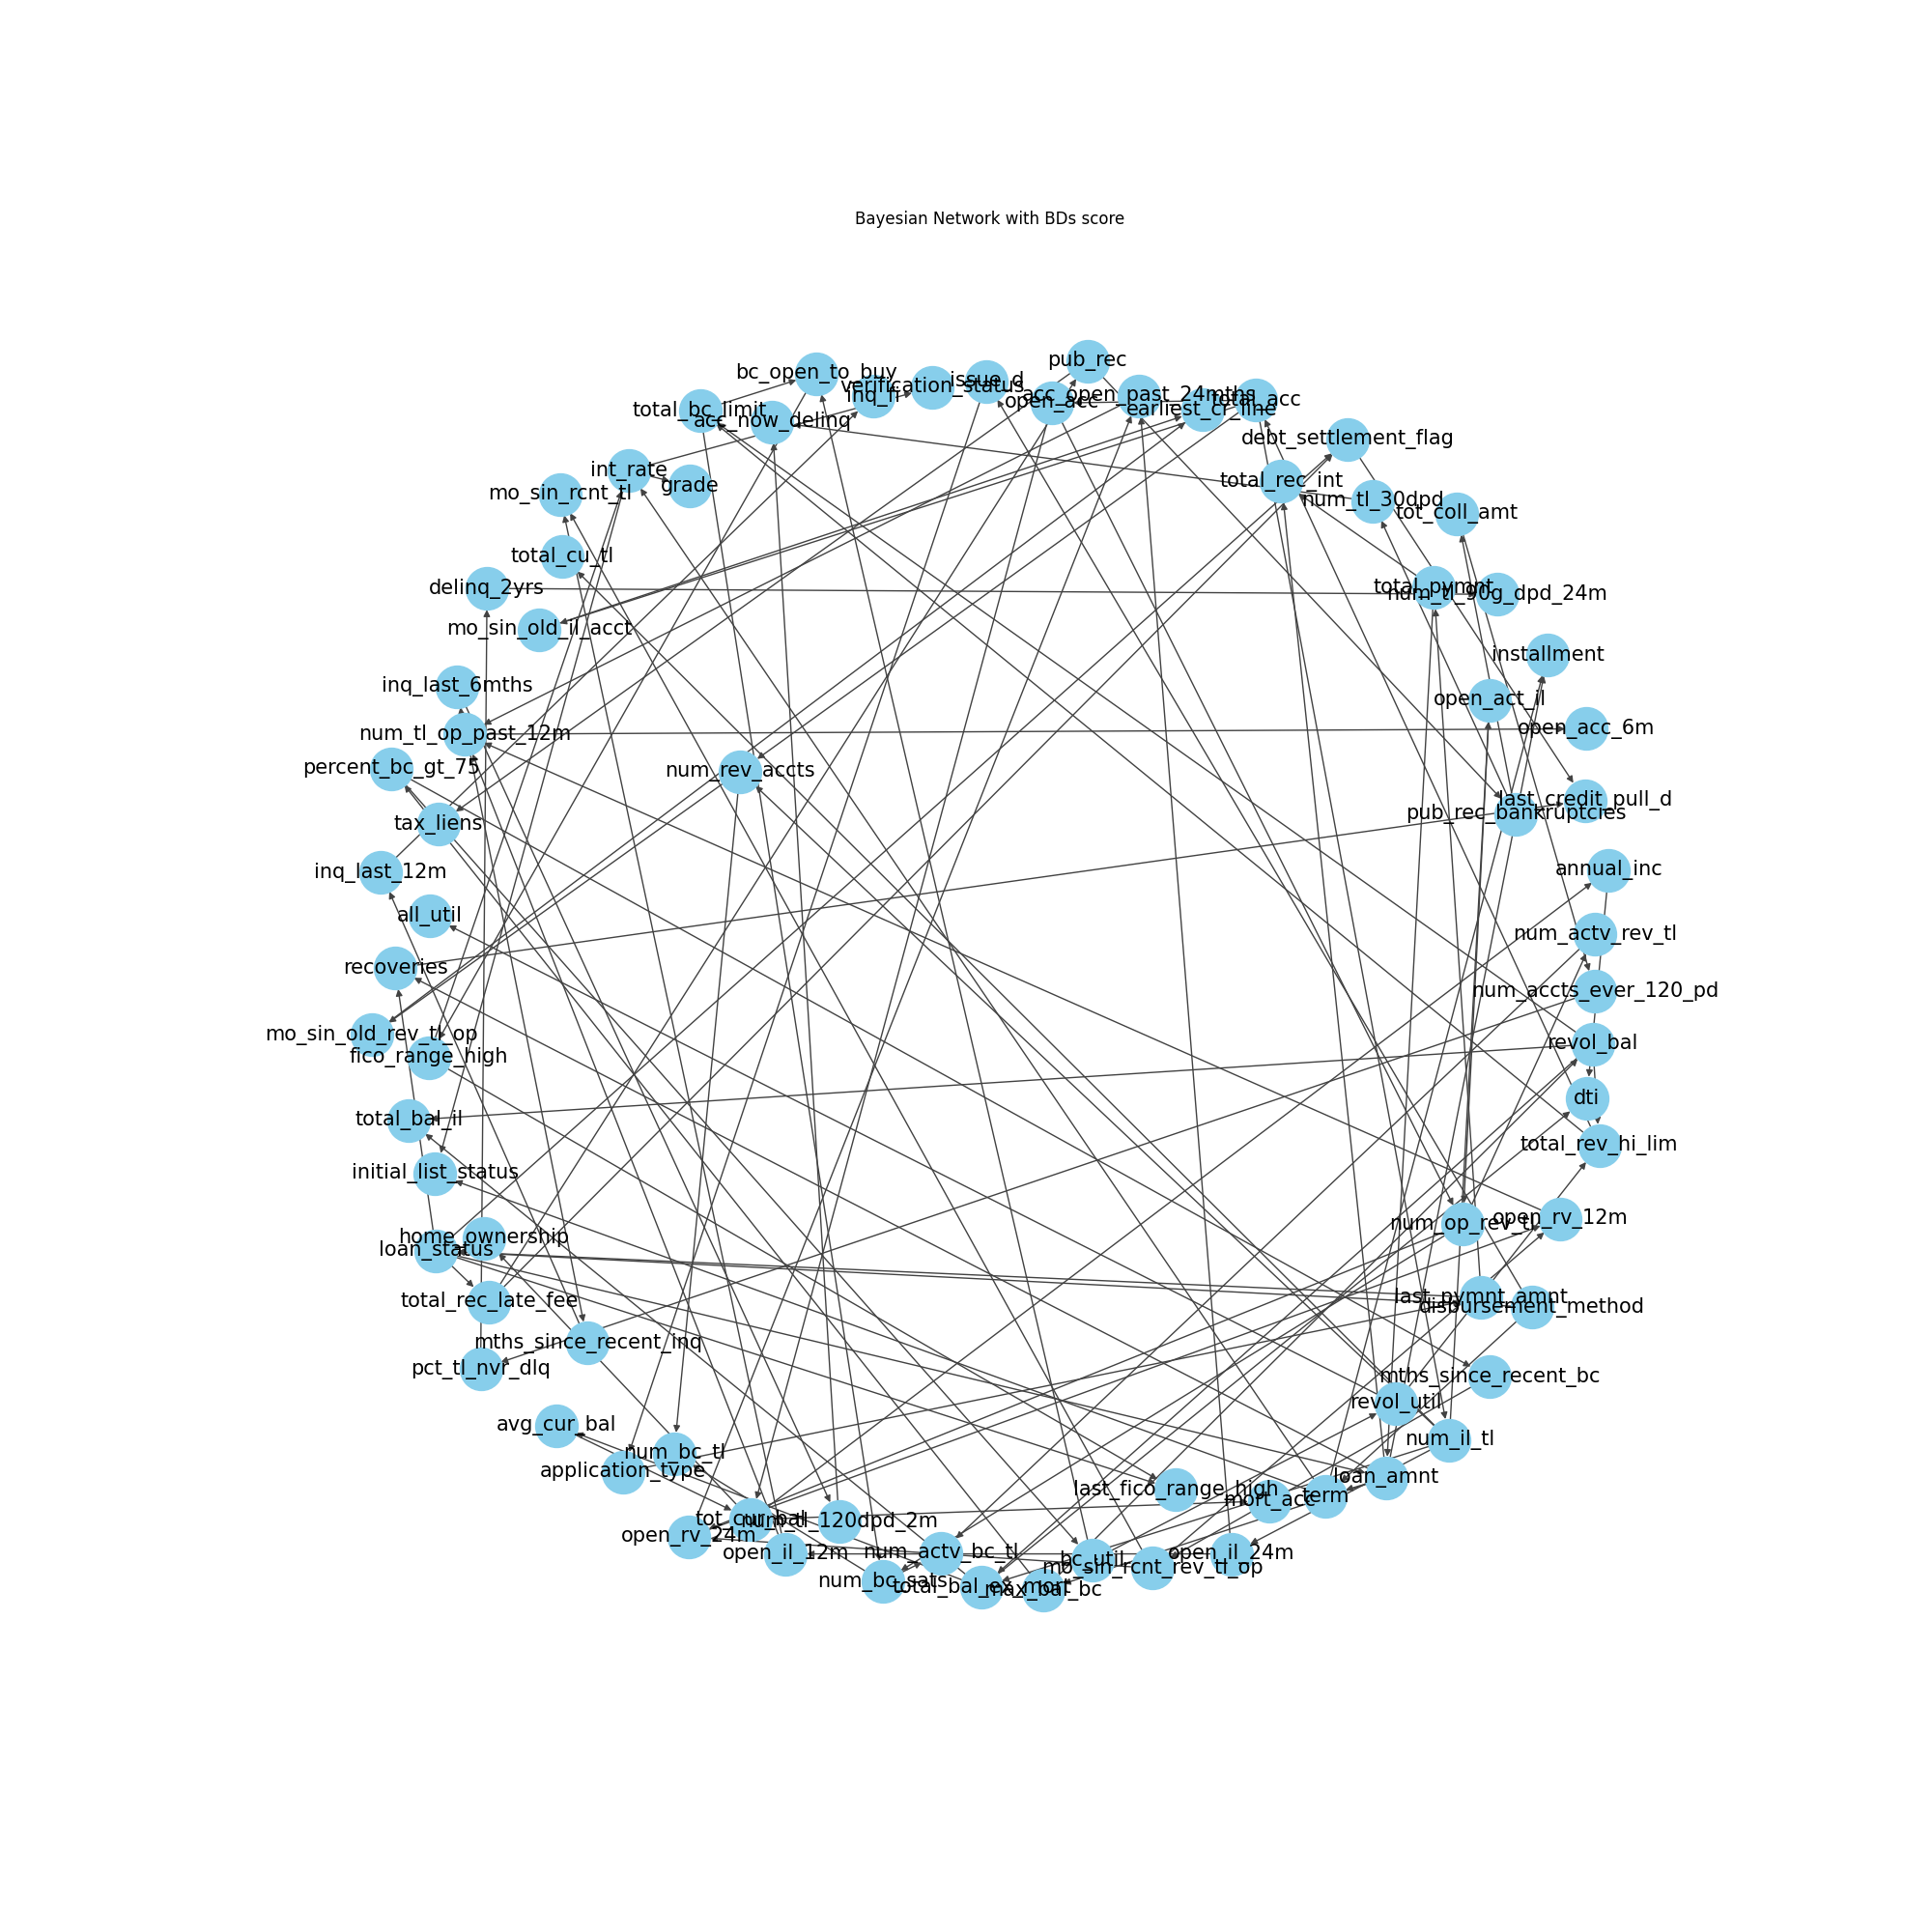 Bayesian Network with BDs score
pub_rec
bc_open_to_buy
issue_d
verification_status
inq_fi
acc_open_past_24mths
open_acc
total_acc
earliest_cr_line
total_bc_limit
acc_now_delinq
debt_settlement_flag
int_rate
total_rec_int
grade
mo_sin_rcnt_tl
num_tl_30dpd
tot_coll_amt
total_cu_tl
delinq_2yrs
total_pymnt
num_tl_90g_dpd_24m
mo_sin_old_il_acct
installment
inq_last_6mths
open_act_il
num_tl_op_past_12m
open_acc_6m
percent_bc_gt_75
num_rev_accts
last_credit_pull_d
pub_rec_bankruptcies
tax_liens
inq_last_12m
annual_inc
all_util
num_actv_rev_tl
recoveries
num_accts_ever_120_pd
mo_sin_old_rev_tl_op
revol_bal
fico_range_high
dti
total_bal_il
total_rev_hi_lim
initial_list_status
open_rv_12m
num_op_rev_tl
home_ownership
loan_status
last_pymnt_amnt
total_rec_late_fee
disbursement_method
mths_since_recent_inq
pct_tl_nvr_dlq
mths_since_recent_bc
revol_util
avg_cur_bal
num_il_tl
num_bc_tl
application_type
loan_amnt
last_fico_range_high
term
mort_acc
tot_cur_bal
num_tl_120dpd_2m
open_rv_24m
num_actv_bc_tl
open_il_12m
open_il_24m
bc_util
mo_sin_rcnt_rev_tl_op
num_bc_sats
total_bal_ex_mort
max_bal_bc